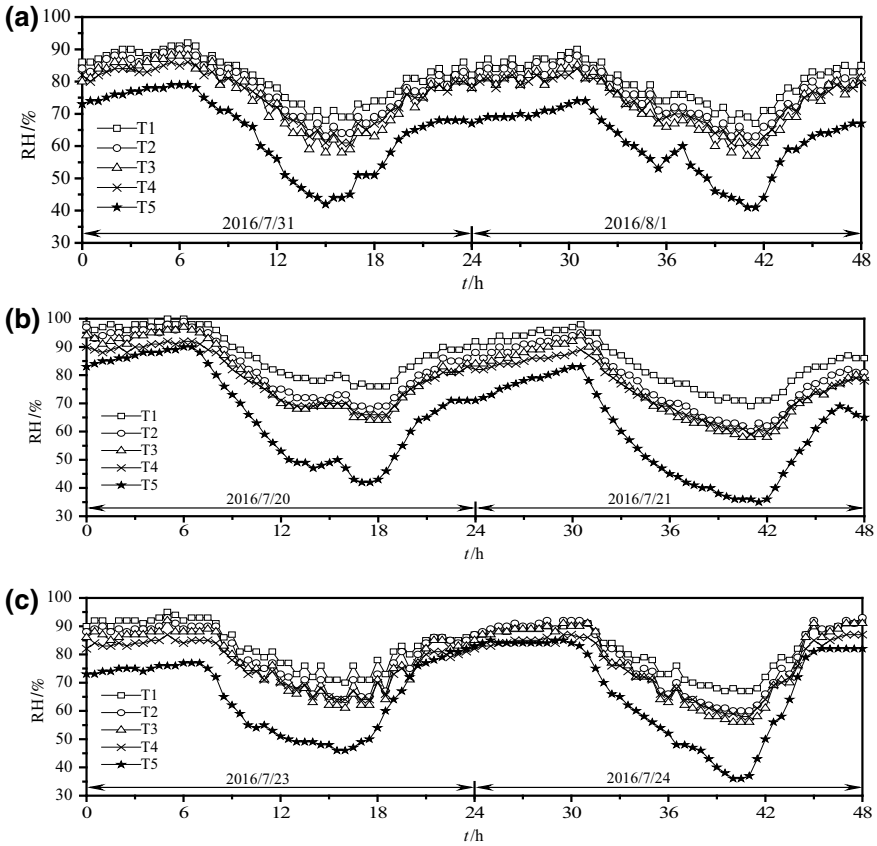 (a)
100
90
80
70
60
50
40
30
RH/%
T1
T2
T3
T4
T5
2016/7/31
2016/8/1
0 6 12 18 24 30 36 42 48
t/h
(b)
100
90
80
70
60
50
40
30
RH/%
T1
T2
T3
T4
T5
2016/7/20
2016/7/21
0 6 12 18 24 30 36 42 48
t/h
(c)
100
90
80
70
60
50
40
30
RH/%
T1
T2
T3
T4
T5
2016/7/23
2016/7/24
0 6 12 18 24 30 36 42 48
t/h